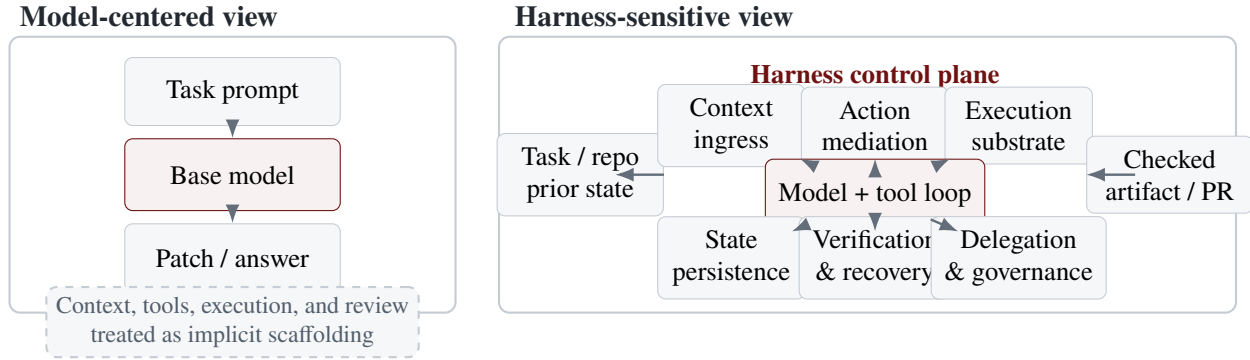 Model-centered view
Task prompt
Base model
Patch / answer
Context, tools, execution, and review
treated as implicit scaffolding
Harness-sensitive view
Harness control plane
Context
ingress
Action
mediation
Execution
substrate
Task / repo
prior state
Model + tool loop
Checked
artifact / PR
State
persistence
Verification
& recovery
Delegation
& governance